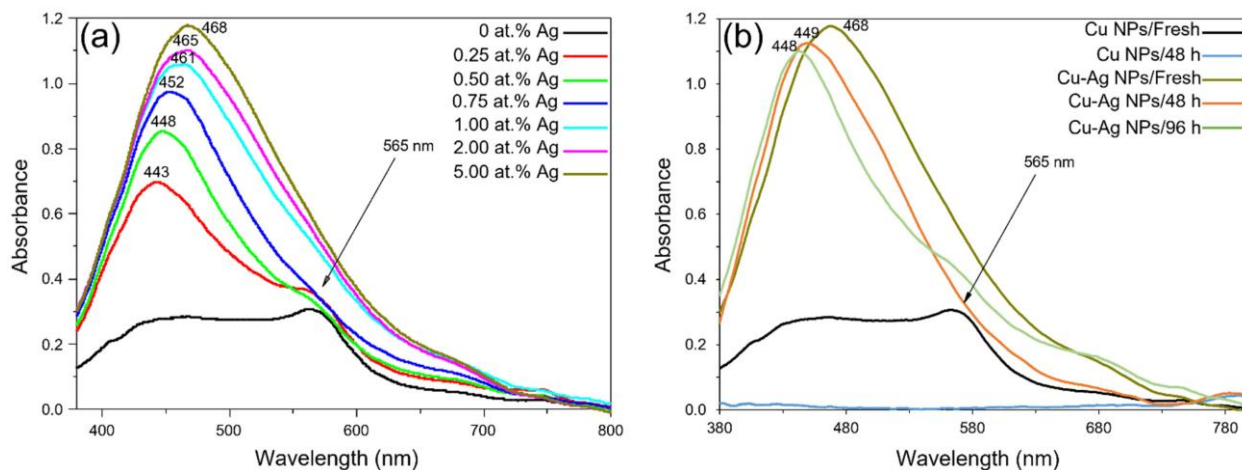 (a)
1.2
1.0
0.8
0.6
0.4
0.2
0.0
Absorbance
468
465
461
452
448
443
0 at.% Ag
0.25 at.% Ag
0.50 at.% Ag
0.75 at.% Ag
1.00 at.% Ag
2.00 at.% Ag
5.00 at.% Ag
565 nm
400 500 600 700 800
Wavelength (nm)
(b)
1.2
1.0
0.8
0.6
0.4
0.2
0.0
Absorbance
448 449 468
Cu NPs/Fresh
Cu NPs/48 h
Cu-Ag NPs/Fresh
Cu-Ag NPs/48 h
Cu-Ag NPs/96 h
565 nm
380 480 580 680 780
Wavelength (nm)